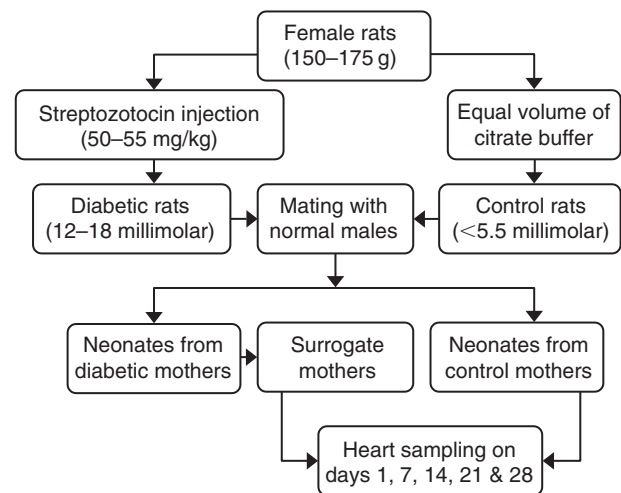 Female rats
(150–175 g)
Streptozotocin injection
(50–55 mg/kg)
Equal volume of
citrate buffer
Diabetic rats
(12–18 millimolar)
Mating with
normal males
Control rats
(<5.5 millimolar)
Neonates from
diabetic mothers
Surrogate
mothers
Neonates from
control mothers
Heart sampling on
days 1, 7, 14, 21 & 28